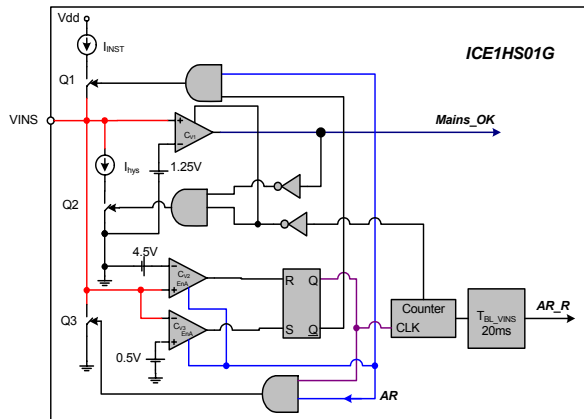 Vdd
I_INST
ICE1HS01G
Q1
VINS
+
C_V1
−
Mains_OK
1.25V
I_hys
Q2
4.5V
−
C_V2
EnA
+
R
Q
S
Q
Counter
CLK
T_BL_VINS
20ms
AR_R
Q3
−
C_V3
EnA
+
0.5V
AR